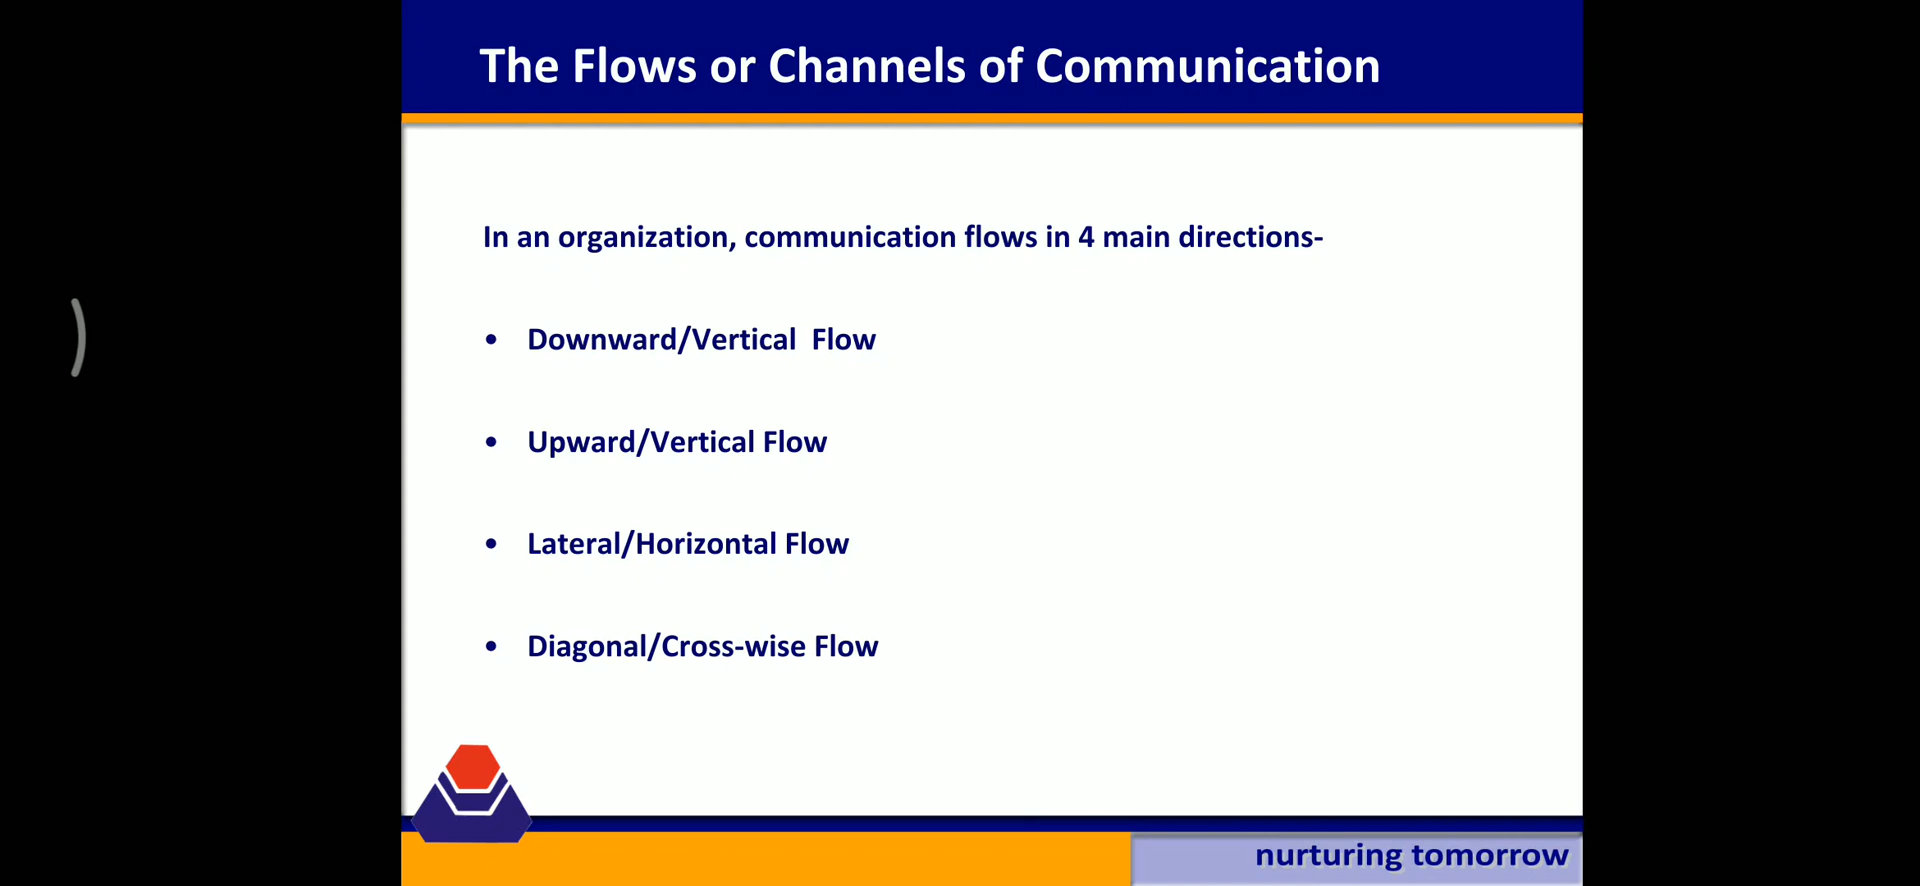 The Flows or Channels of Communication
In an organization, communication flows in 4 main directions-
• Downward/Vertical  Flow
• Upward/Vertical Flow
• Lateral/Horizontal Flow
• Diagonal/Cross-wise Flow
nurturing tomorrow